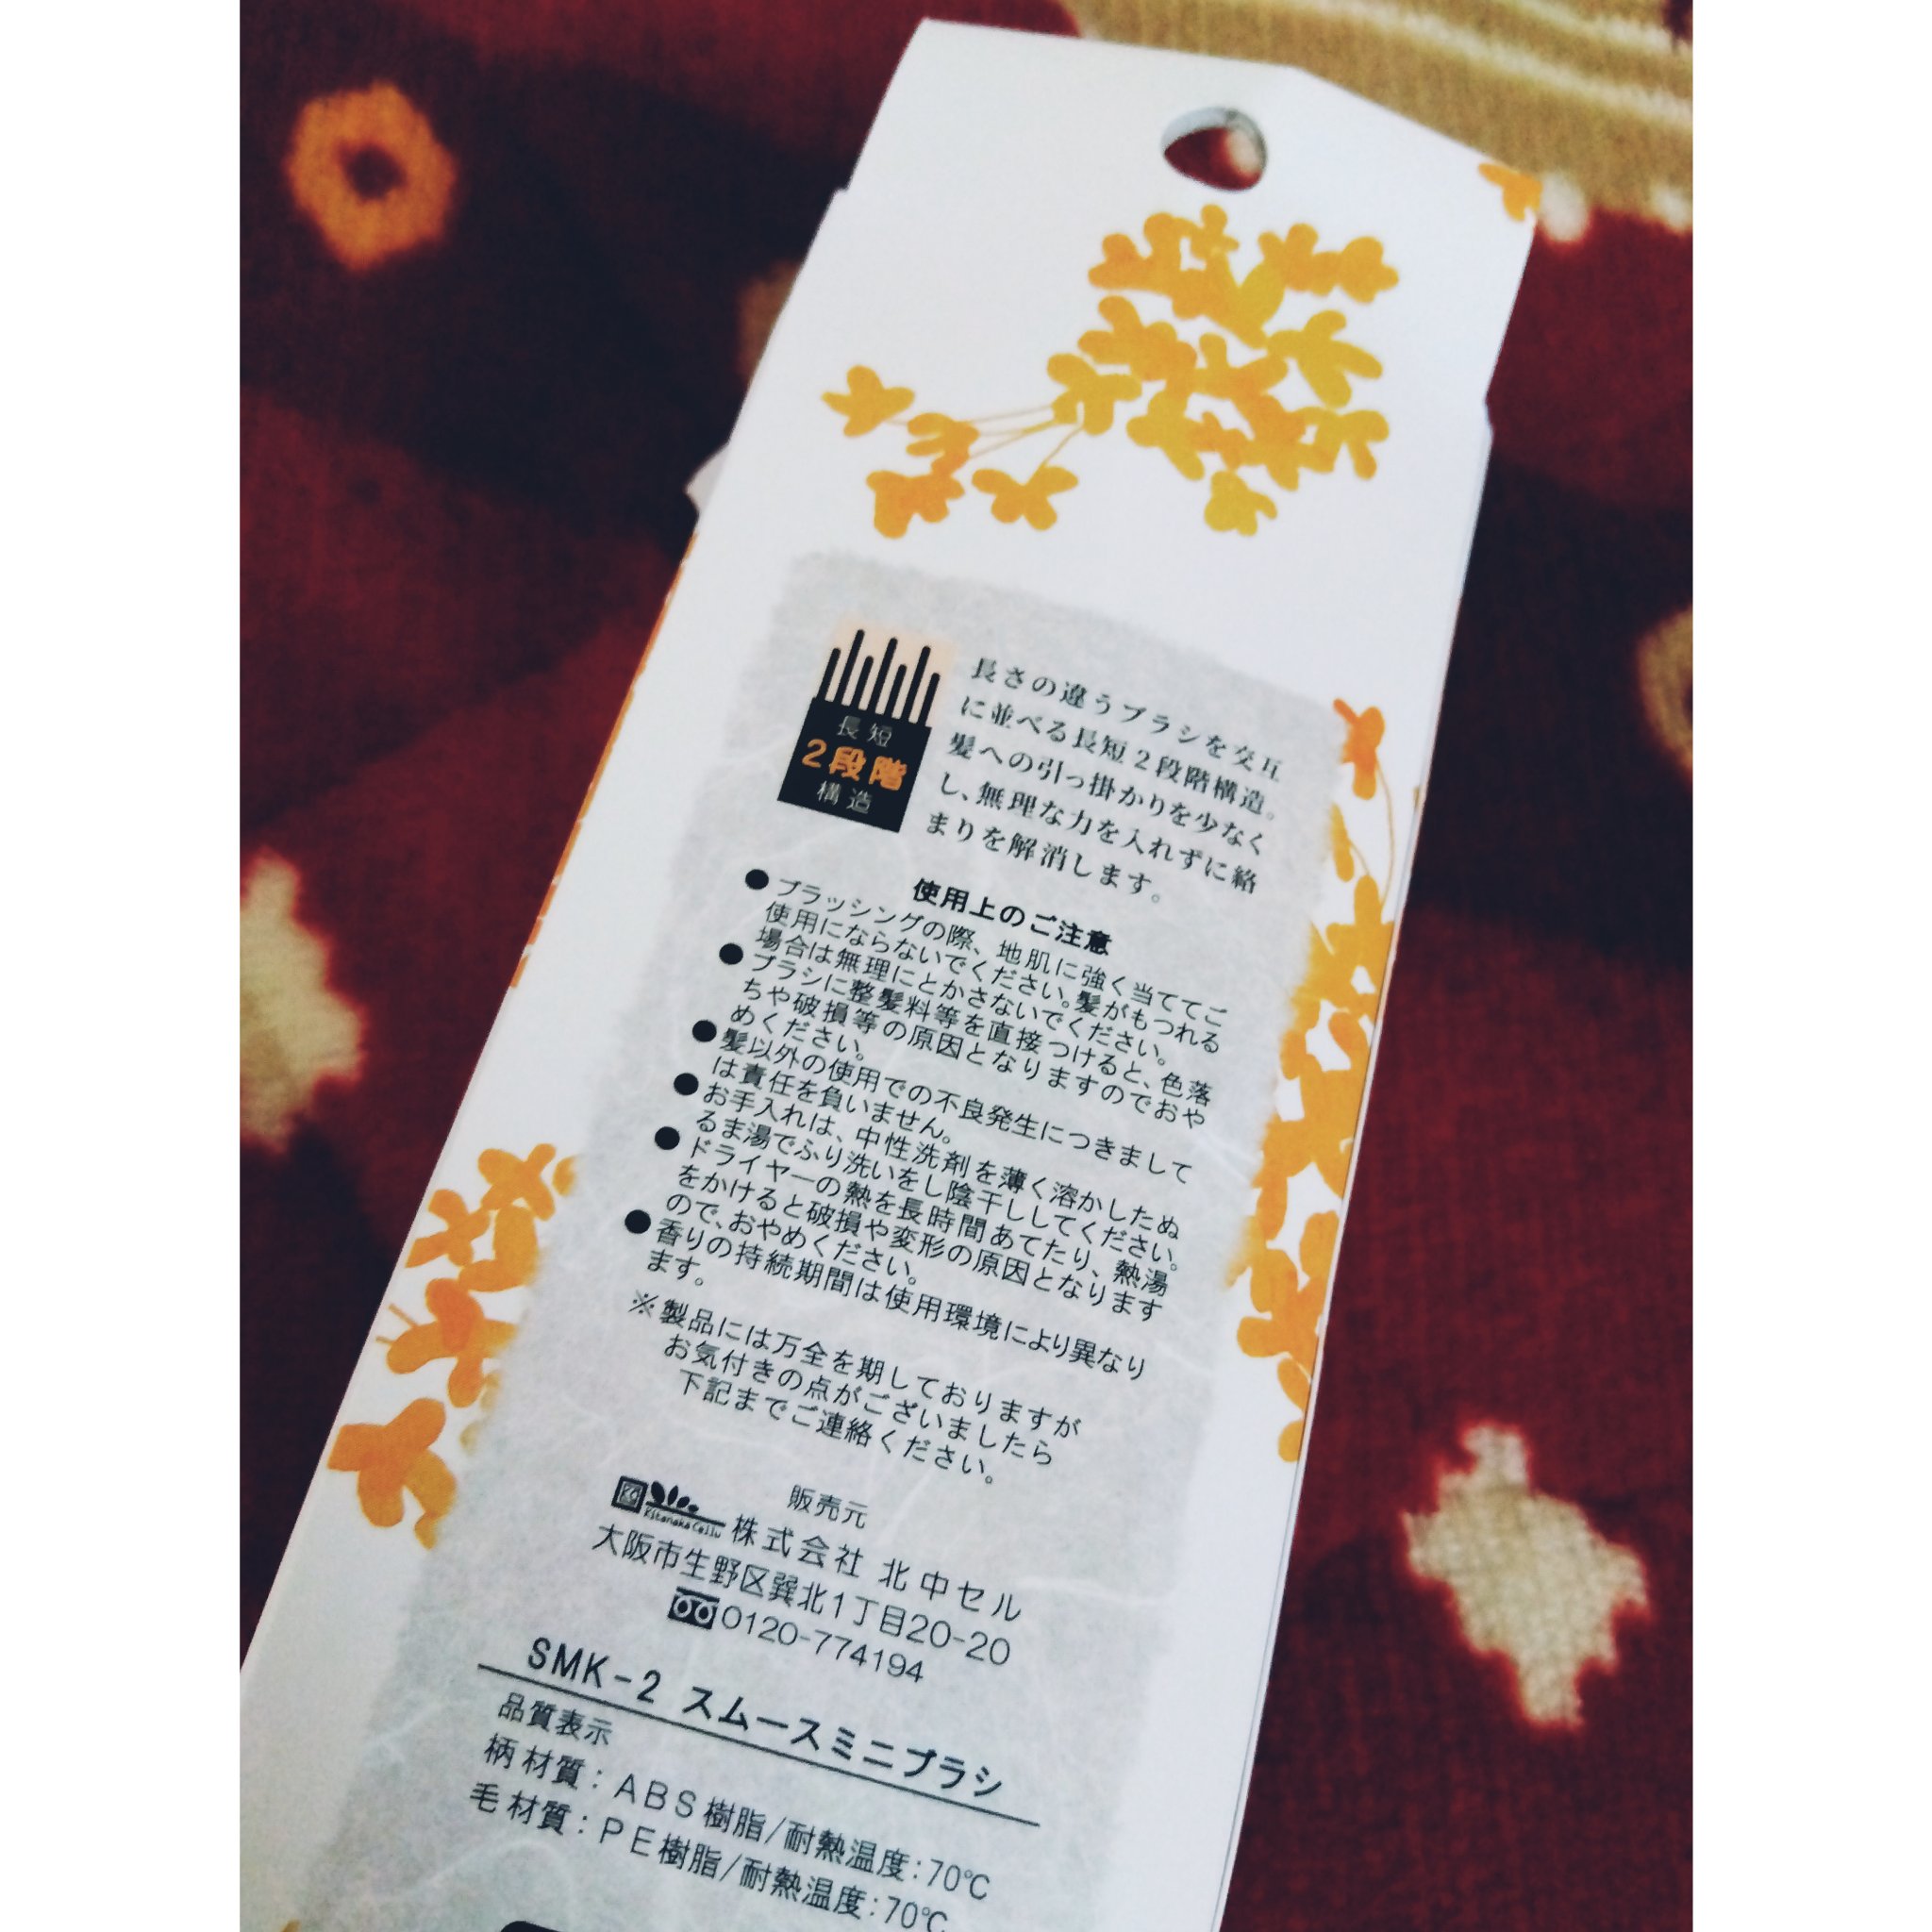 長短
2段階
構造
長さの違うブラシを交互
に並べる長短2段階構造。
髪への引っ掛かりを少なく
し、無理な力を入れずに絡
まりを解消します。
使用上のご注意
●ブラッシングの際、地肌に強く当ててご
使用にならないでください。髪がもつれる
場合は無理にとかさないでください。
●ブラシに整髪料等を直接つけると、色落
ちや破損等の原因となりますのでおや
めください。
●髪以外の使用での不良発生につきまして
は責任を負いません。
●お手入れは、中性洗剤を薄く溶かしたぬ
るま湯でふり洗いをし陰干ししてください。
●ドライヤーの熱を長時間あてたり、熱湯
をかけると破損や変形の原因となります
ので、おやめください。
●香りの持続期間は使用環境により異なり
ます。
※製品には万全を期しておりますが
お気付きの点がございましたら
下記までご連絡ください。
販売元
Kitanaka Cellu 株式会社 北中セル
大阪市生野区巽北1丁目20-20
0120-774194
SMK-2 スムースミニブラシ
品質表示
柄材質：ABS樹脂/耐熱温度:70℃
毛材質：PE樹脂/耐熱温度:70℃